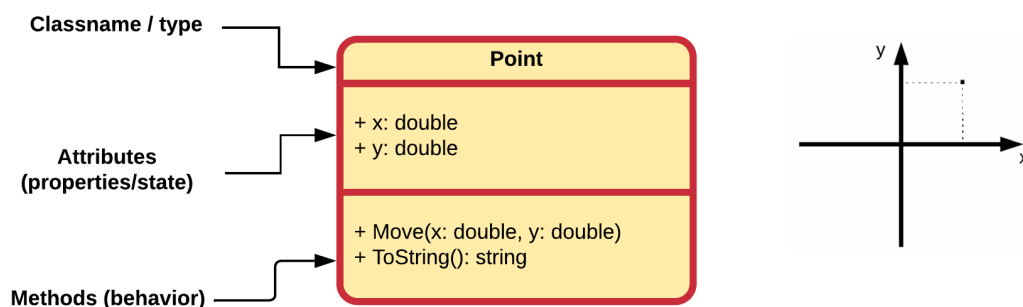 Classname / type
Point
+ x: double
+ y: double
Attributes
(properties/state)
+ Move(x: double, y: double)
+ ToString(): string
Methods (behavior)
y
x